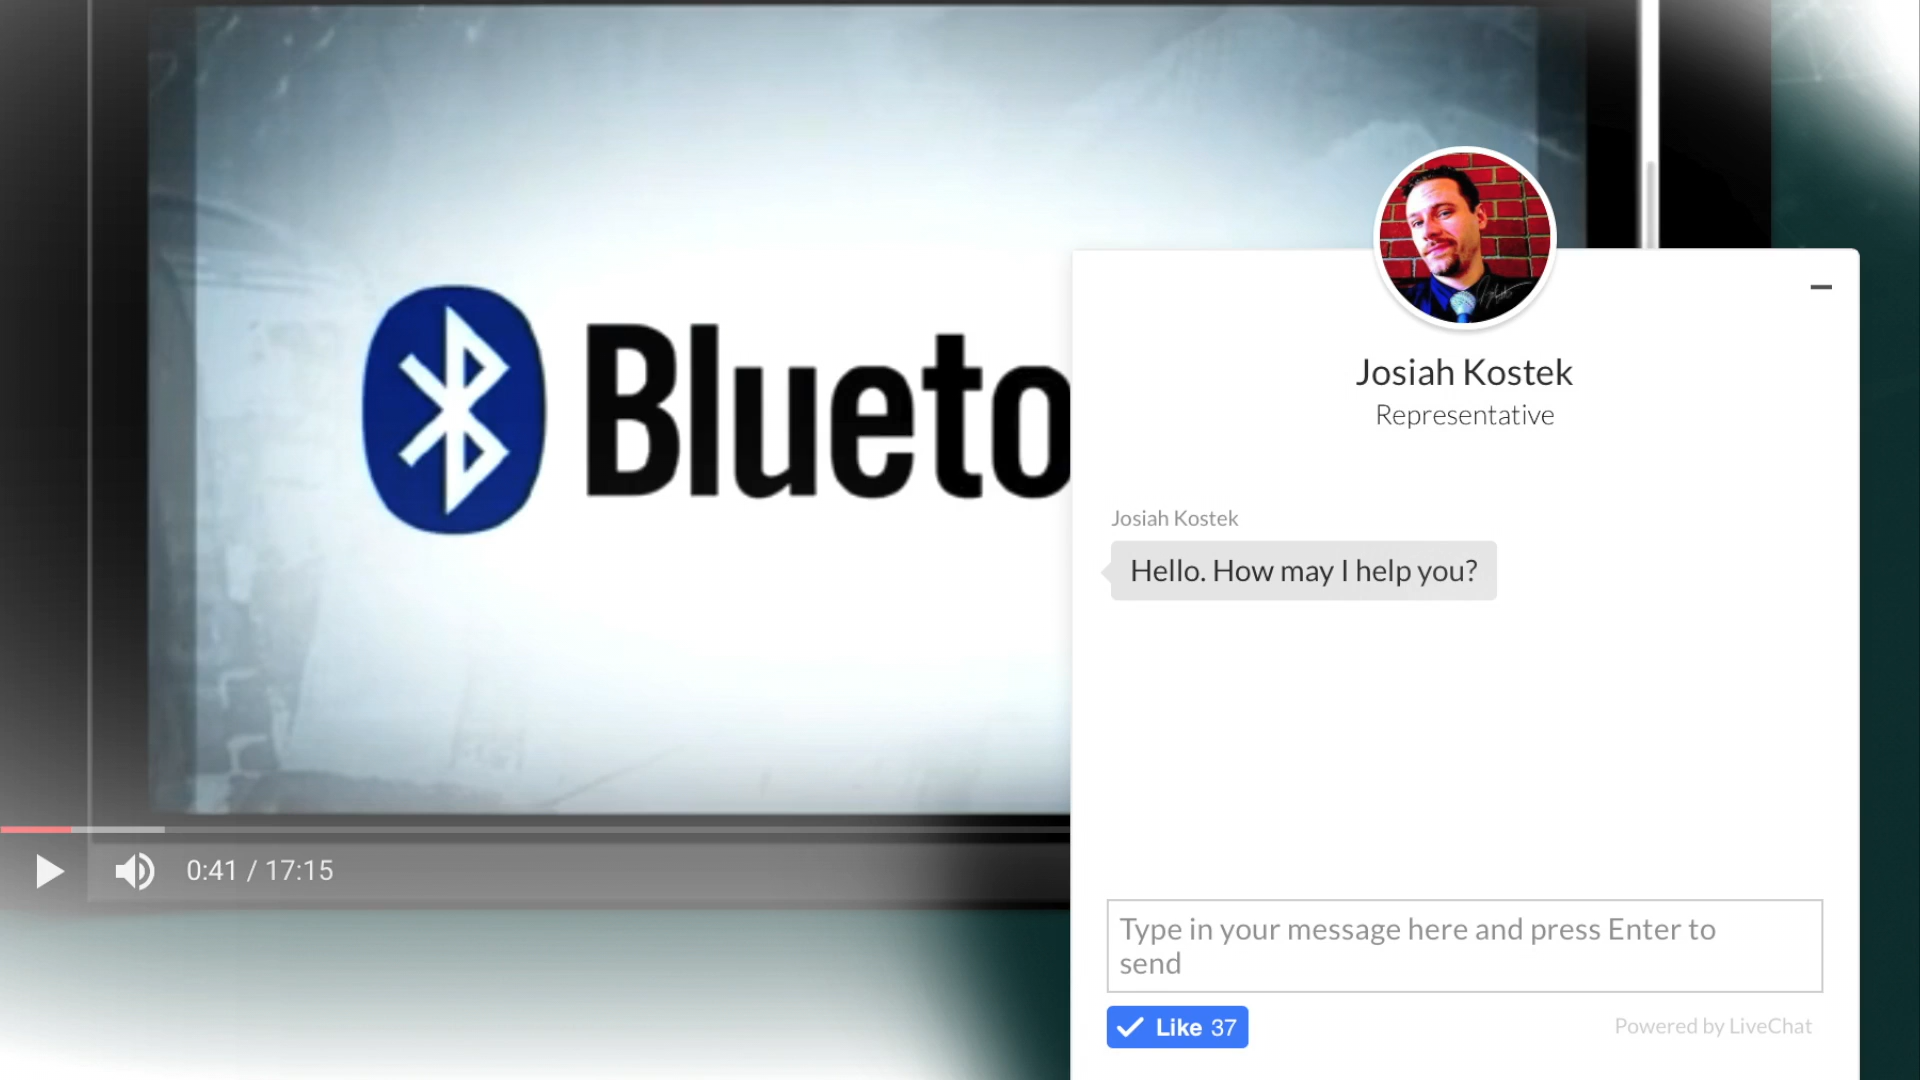 Blueto
Josiah Kostek
Representative
Josiah Kostek
Hello. How may I help you?
0:41 / 17:15
Type in your message here and press Enter to
send
Like 37
Powered by LiveChat